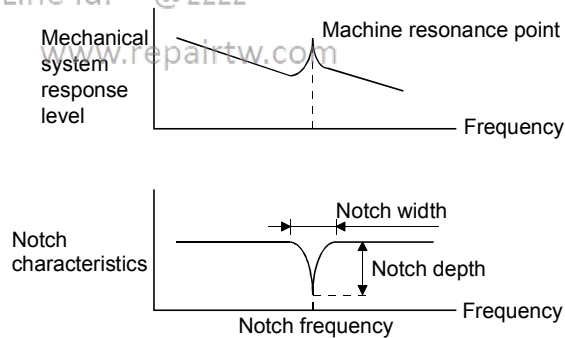 Mechanical
system
response
level
Machine resonance point
www.repairtw.com
Frequency
Notch width
Notch
characteristics
Notch depth
Frequency
Notch frequency